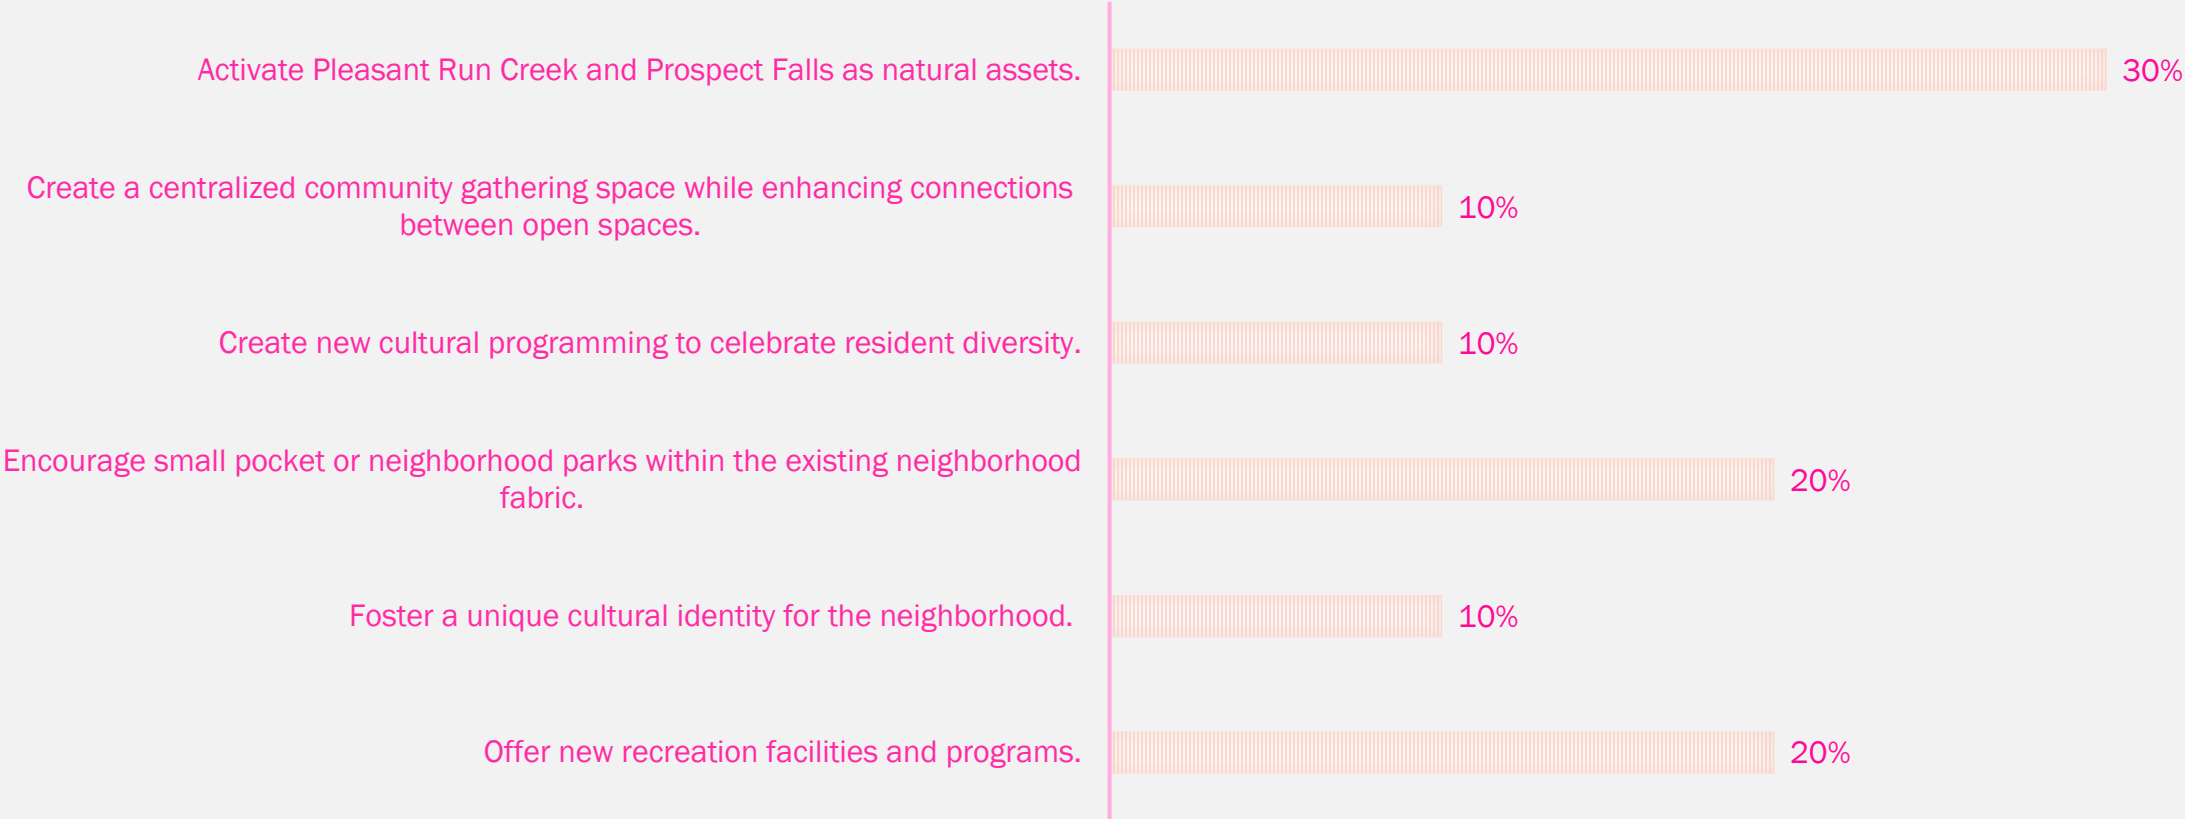 Activate Pleasant Run Creek and Prospect Falls as natural assets.
30%
Create a centralized community gathering space while enhancing connections
between open spaces.
10%
Create new cultural programming to celebrate resident diversity.
10%
Encourage small pocket or neighborhood parks within the existing neighborhood
fabric.
20%
Foster a unique cultural identity for the neighborhood.
10%
Offer new recreation facilities and programs.
20%